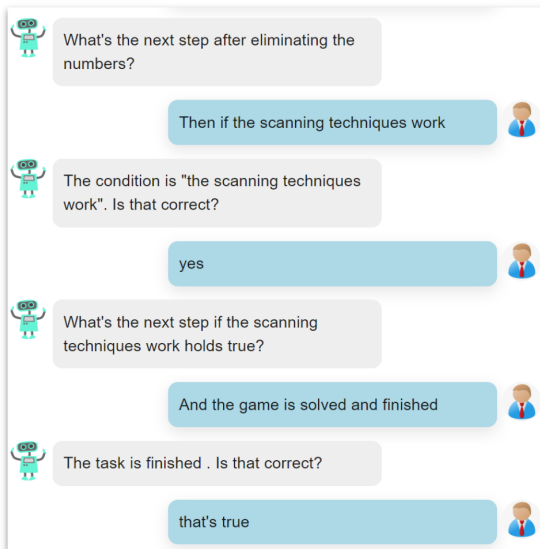 What's the next step after eliminating the
numbers?
Then if the scanning techniques work
The condition is "the scanning techniques
work". Is that correct?
yes
What's the next step if the scanning
techniques work holds true?
And the game is solved and finished
The task is finished . Is that correct?
that's true